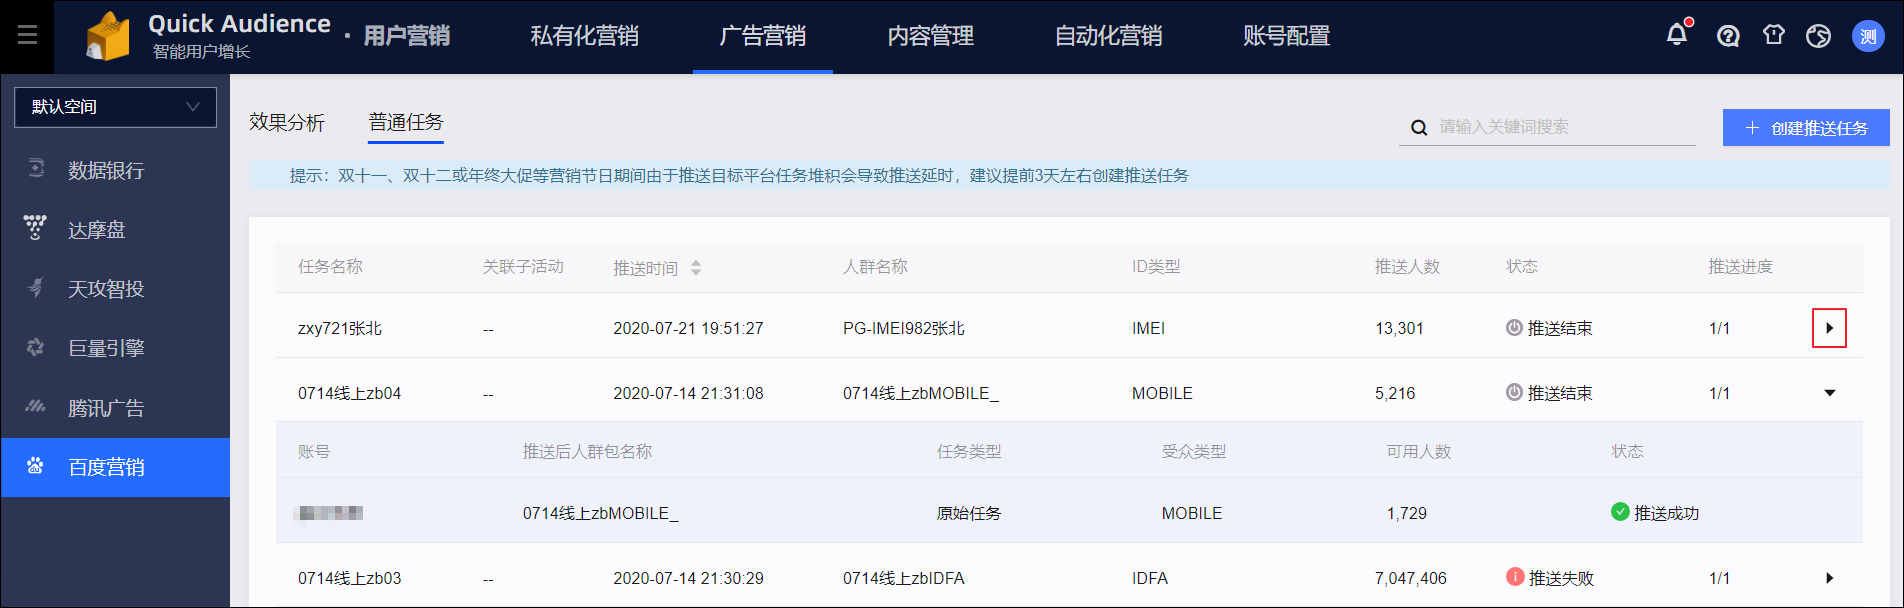 Quick Audience · 用户营销
智能用户增长
私有化营销
广告营销
内容管理
自动化营销
账号配置
测
默认空间
数据银行
达摩盘
天攻智投
巨量引擎
腾讯广告
百度营销
效果分析
普通任务
请输入关键词搜索
+ 创建推送任务
提示：双十一、双十二或年终大促等营销节日期间由于推送目标平台任务堆积会导致推送延时，建议提前3天左右创建推送任务
任务名称 关联子活动 推送时间 人群名称 ID类型 推送人数 状态 推送进度
zxy721张北 -- 2020-07-21 19:51:27 PG-IMEI982张北 IMEI 13,301 推送结束 1/1
0714线上zb04 -- 2020-07-14 21:31:08 0714线上zbMOBILE_ MOBILE 5,216 推送结束 1/1
账号 推送后人群包名称 任务类型 受众类型 可用人数 状态
0714线上zbMOBILE_ 原始任务 MOBILE 1,729 推送成功
0714线上zb03 -- 2020-07-14 21:30:29 0714线上zbIDFA IDFA 7,047,406 推送失败 1/1